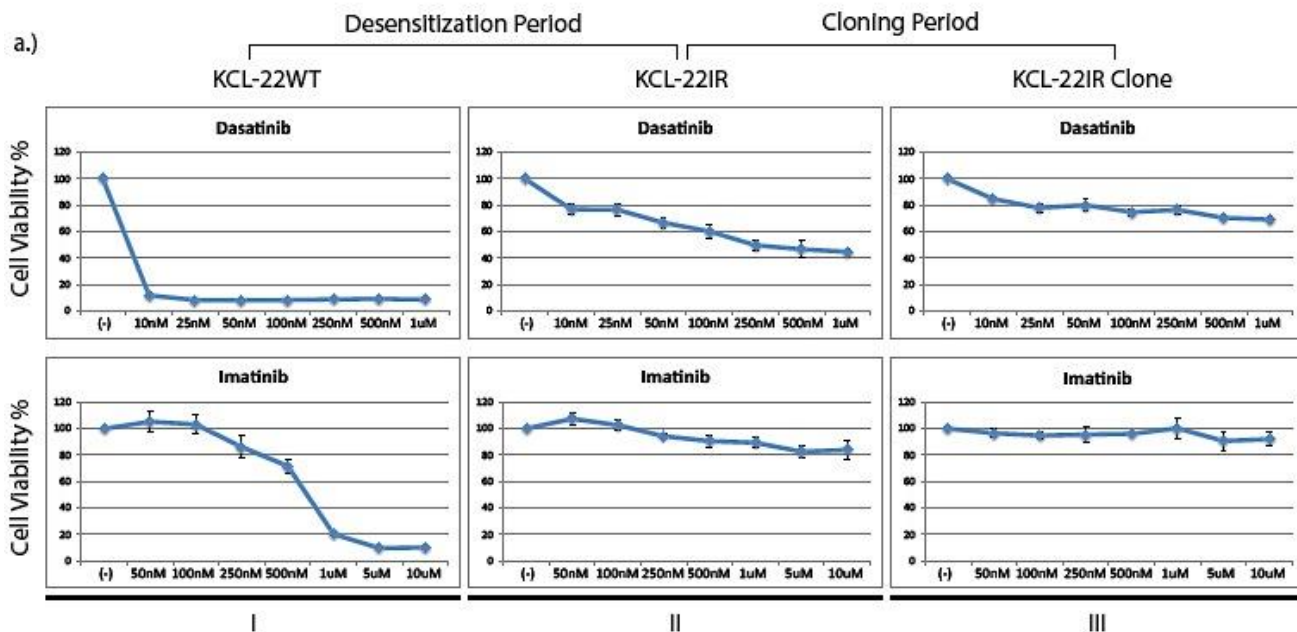 Desensitization Period Cloning Period
a.)
KCL-22WT KCL-22IR KCL-22IR Clone
Dasatinib Dasatinib Dasatinib
Cell Viability %
120 120 120
100 100 100
80 80 80
60 60 60
40 40 40
20 20 20
0 0 0
(-) 10nM 25nM 50nM 100nM 250nM 500nM 1uM (-) 10nM 25nM 50nM 100nM 250nM 500nM 1uM (-) 10nM 25nM 50nM 100nM 250nM 500nM 1uM
Imatinib Imatinib Imatinib
Cell Viability %
120 120 120
100 100 100
80 80 80
60 60 60
40 40 40
20 20 20
0 0 0
(-) 50nM 100nM 250nM 500nM 1uM 5uM 10uM (-) 50nM 100nM 250nM 500nM 1uM 5uM 10uM (-) 50nM 100nM 250nM 500nM 1uM 5uM 10uM
I II III